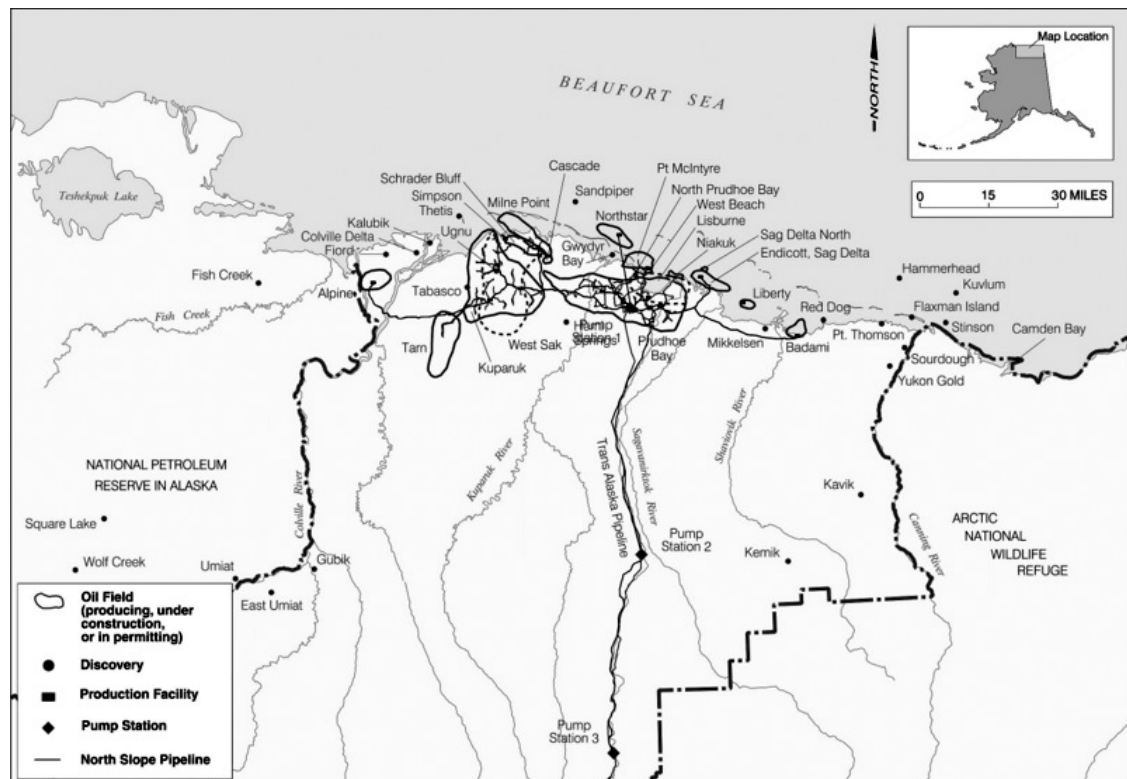 BEAUFORT SEA
NORTH
Map Location
0 15 30 MILES
Teshekpuk Lake
Cascade
Pt McIntyre
Schrader Bluff
Sandpiper
North Prudhoe Bay
Simpson
Milne Point
West Beach
Thetis
Northstar
Lisburne
Kalubik
Ugnu
Sag Delta North
Colville Delta
Gwydyr
Bay
Niakuk
Endicott, Sag Delta
Fiord
Hammerhead
Fish Creek
Kuvlum
Alpine
Tabasco
Liberty
Red Dog
Flaxman Island
Fish Creek
Stinson
Camden Bay
Tarn
West Sak
Pump
Station 1
Springs
Prudhoe
Bay
Mikkelsen
Badami
Pt. Thomson
Sourdough
Kuparuk
Yukon Gold
NATIONAL PETROLEUM
RESERVE IN ALASKA
Colville River
Kuparuk River
Trans Alaska Pipeline
Sagavanirktok River
Shaviovik River
Canning River
Kavik
ARCTIC
NATIONAL
WILDLIFE
REFUGE
Square Lake
Wolf Creek
Umiat
Gubik
East Umiat
Pump
Station 2
Kemik
Pump
Station 3
Oil Field
(producing, under
construction,
or in permitting)
Discovery
Production Facility
Pump Station
North Slope Pipeline